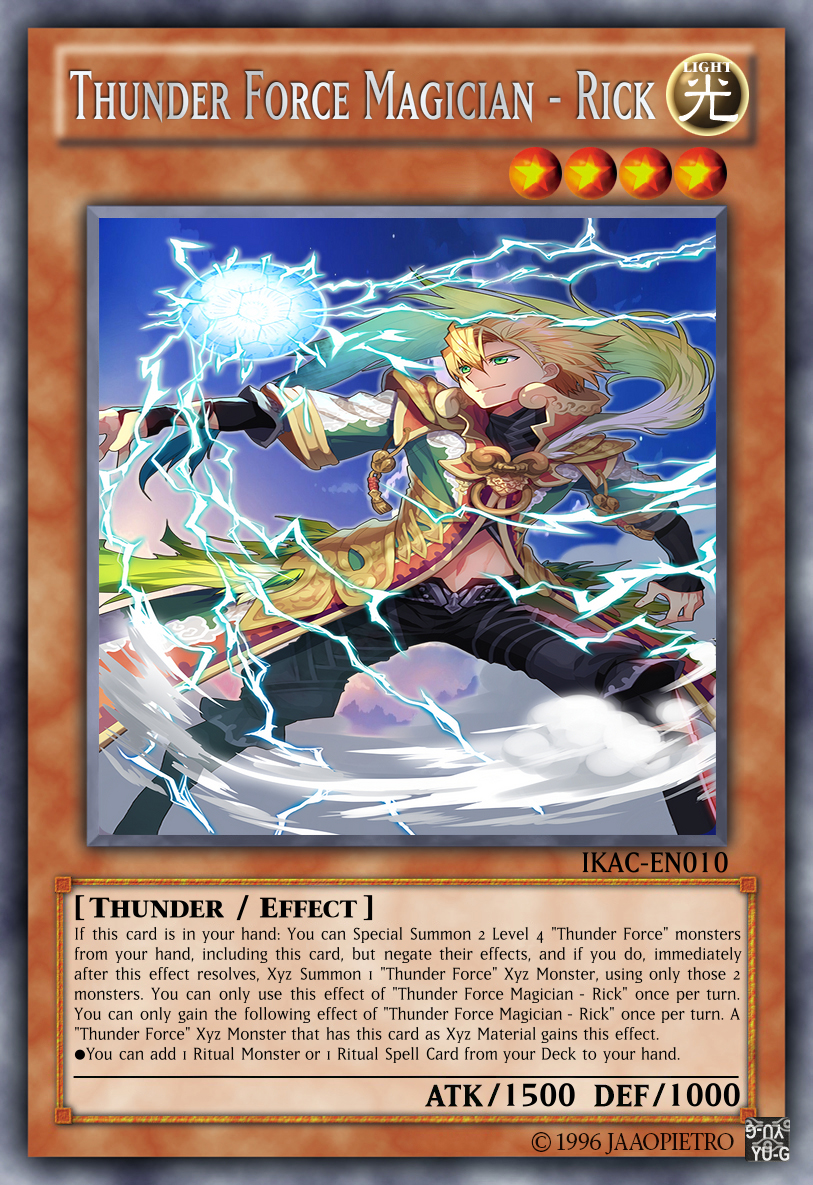 THUNDER FORCE MAGICIAN - RICK
LIGHT
光
IKAC-EN010
[ THUNDER / EFFECT ]
If this card is in your hand: You can Special Summon 2 Level 4 "Thunder Force" monsters
from your hand, including this card, but negate their effects, and if you do, immediately
after this effect resolves, Xyz Summon 1 "Thunder Force" Xyz Monster, using only those 2
monsters. You can only use this effect of "Thunder Force Magician - Rick" once per turn.
You can only gain the following effect of "Thunder Force Magician - Rick" once per turn. A
"Thunder Force" Xyz Monster that has this card as Xyz Material gains this effect.
●You can add 1 Ritual Monster or 1 Ritual Spell Card from your Deck to your hand.
ATK/1500 DEF/1000
© 1996 JAAOPIETRO
YU-G
YU-G